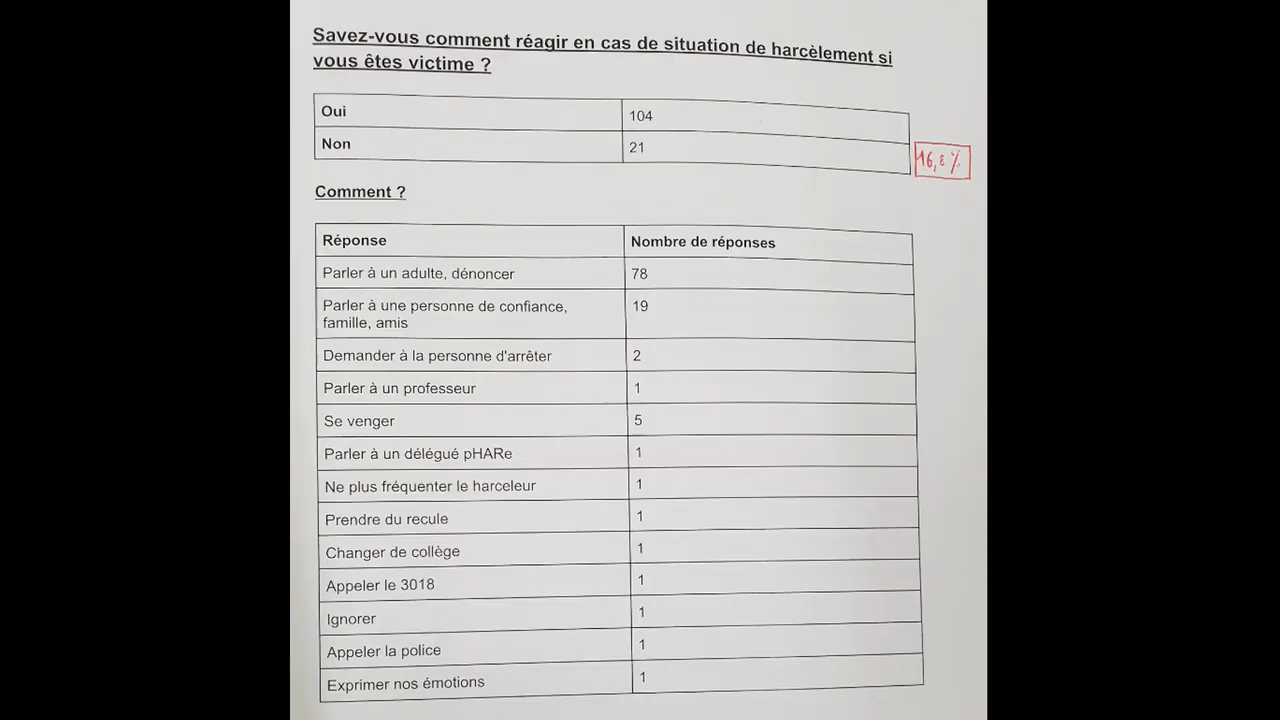 Savez-vous comment réagir en cas de situation de harcèlement si
vous êtes victime ?
Oui 104
Non 21
16,8 %
Comment ?
Réponse Nombre de réponses
Parler à un adulte, dénoncer 78
Parler à une personne de confiance, 19
famille, amis
Demander à la personne d'arrêter 2
Parler à un professeur 1
Se venger 5
Parler à un délégué pHARe 1
Ne plus fréquenter le harceleur 1
Prendre du recule 1
Changer de collège 1
Appeler le 3018 1
Ignorer 1
Appeler la police 1
Exprimer nos émotions 1